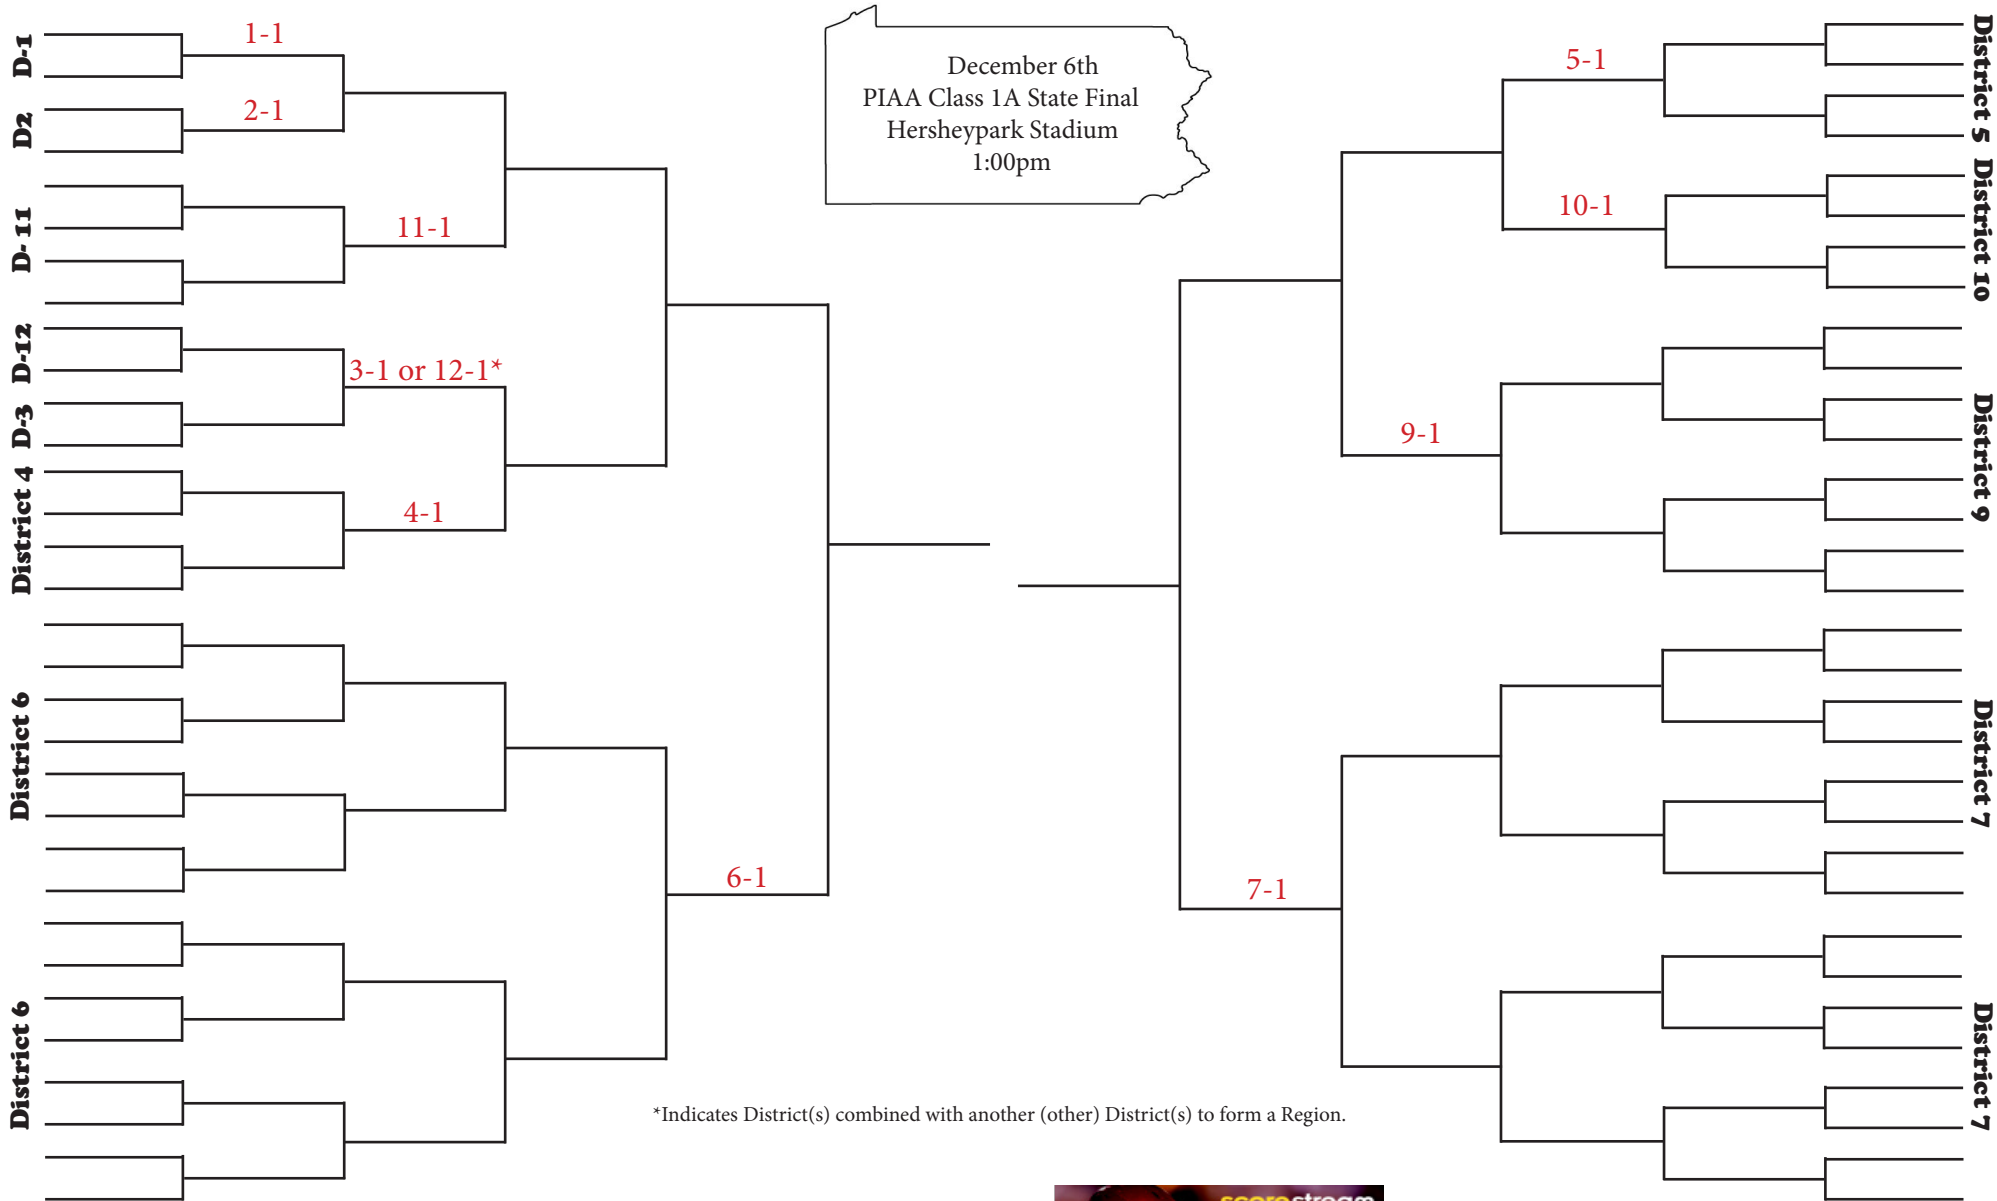 December 6th
PIAA Class 1A State Final
Hersheypark Stadium
1:00pm
D-1
1-1
D2
2-1
D-11
11-1
D-12
3-1 or 12-1*
D-3
District 4
4-1
District 6
6-1
District 6
5-1
District 5
10-1
District 10
9-1
District 9
District 7
7-1
District 7
*Indicates District(s) combined with another (other) District(s) to form a Region.
scorestream